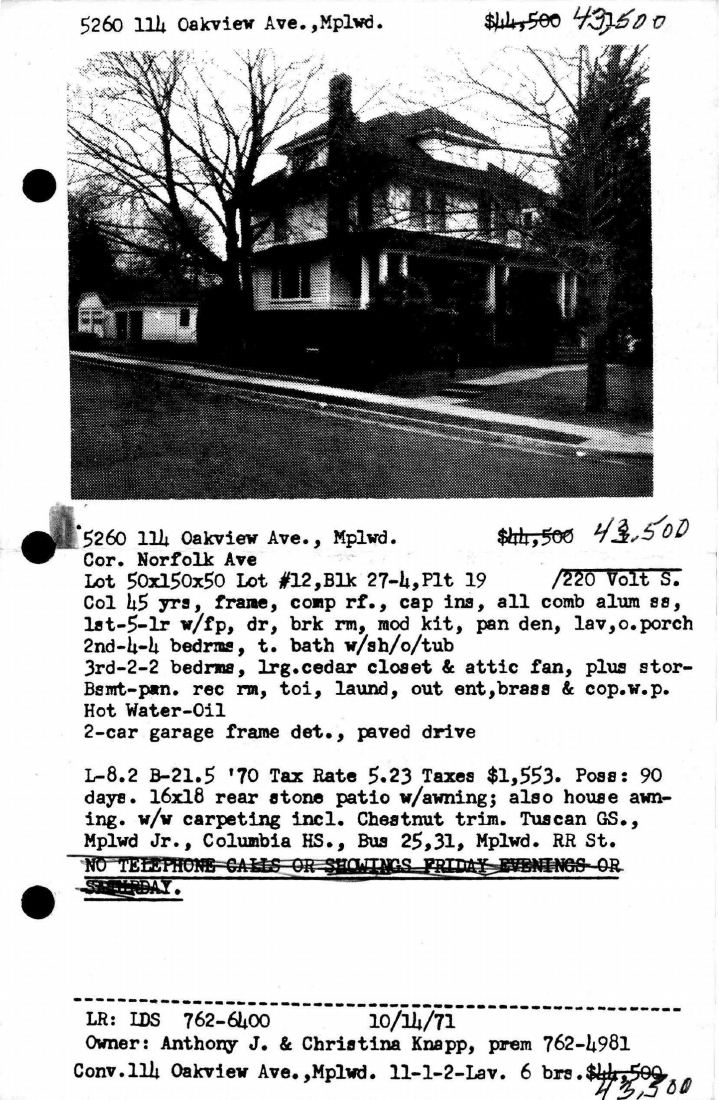 5260 114 Oakview Ave.,Mplwd. $44,500 43,500
5260 114 Oakview Ave., Mplwd. $44,500 43,500
Cor. Norfolk Ave
Lot 50x150x50 Lot #12,Blk 27-4,Plt 19 /220 Volt S.
Col 45 yrs, frame, comp rf., cap ins, all comb alum ss,
1st-5-lr w/fp, dr, brk rm, mod kit, pan den, lav,o.porch
2nd-4-4 bedrms, t. bath w/sh/o/tub
3rd-2-2 bedrms, lrg.cedar closet & attic fan, plus stor-
Bsmt-pan. rec rm, toi, laund, out ent,brass & cop.w.p.
Hot Water-Oil
2-car garage frame det., paved drive
L-8.2 B-21.5 '70 Tax Rate 5.23 Taxes $1,553. Poss: 90
days. 16x18 rear stone patio w/awning; also house awn-
ing. w/w carpeting incl. Chestnut trim. Tuscan GS.,
Mplwd Jr., Columbia HS., Bus 25,31, Mplwd. RR St.
NO TELEPHONE CALLS OR SHOWINGS FRIDAY EVENINGS OR
SATURDAY.
LR: LDS 762-6400 10/14/71
Owner: Anthony J. & Christina Knapp, prem 762-4981
Conv.114 Oakview Ave.,Mplwd. 11-1-2-Lav. 6 brs.$44,500
43,500